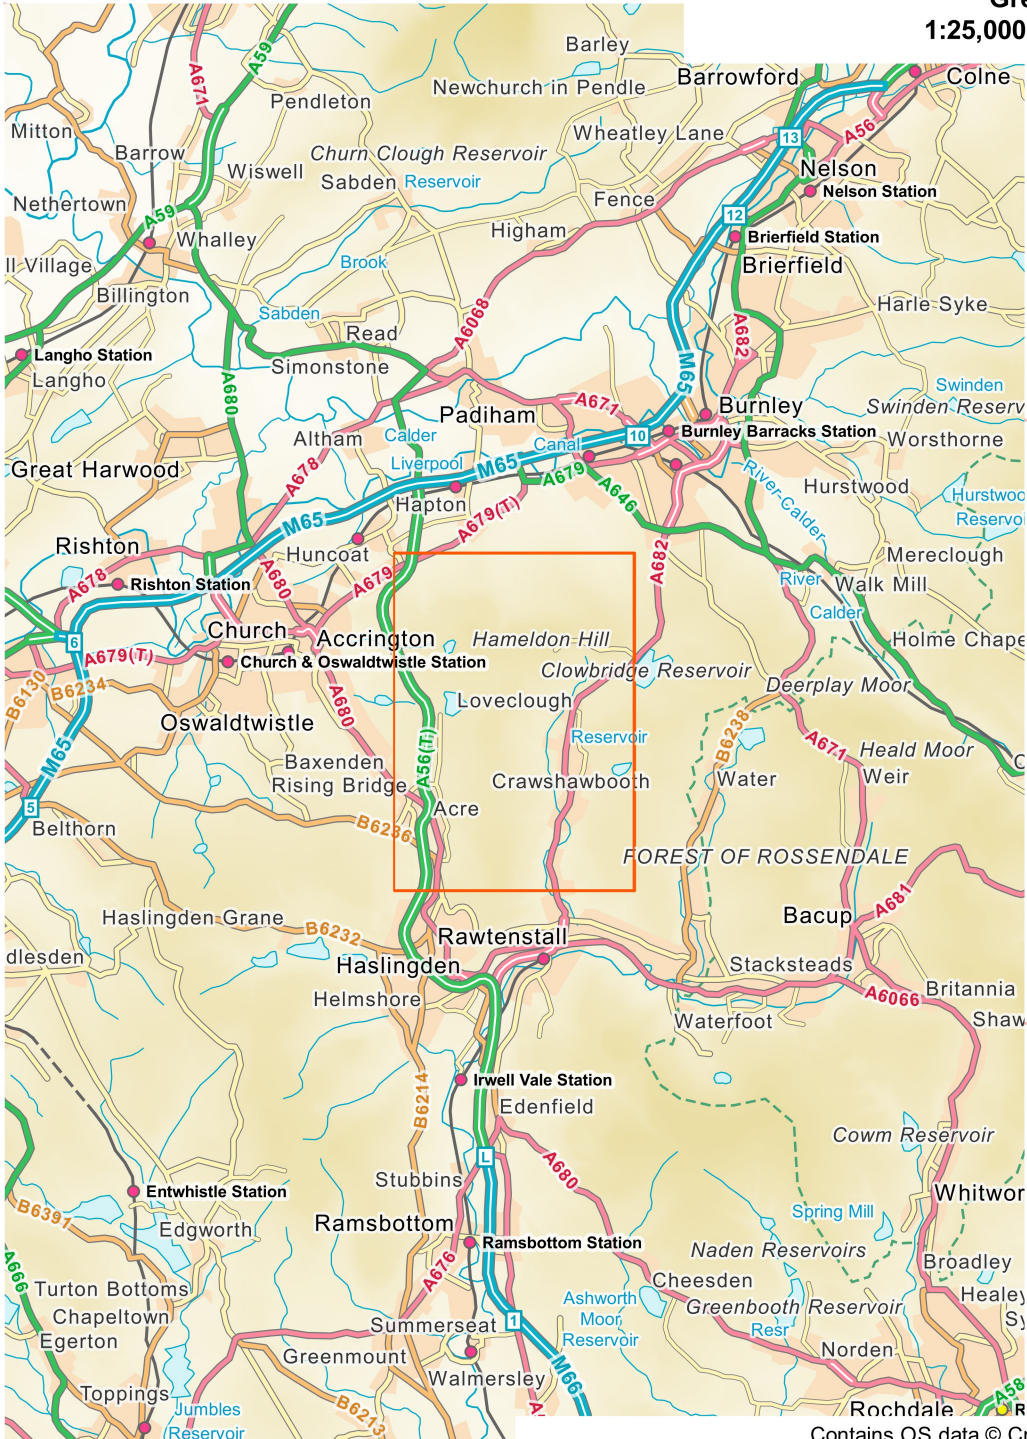 1:25,000
Barley
Barrowford
Colne
A59
A671
Newchurch in Pendle
Pendleton
Mitton
Wheatley Lane
13
A56
Barrow
Churn Clough Reservoir
Nelson
Wiswell
Sabden
Reservoir
Nelson Station
Nethertown
Fence
A59
12
Higham
Whalley
Brierfield Station
ll Village
Brook
Brierfield
Billington
Harle Syke
Sabden
A6068
Read
A682
Langho Station
Simonstone
Langho
M65
Swinden
A680
A671
Burnley
Swinden Reserv
Padiham
10
Burnley Barracks Station
Altham
Calder
Canal
Worsthorne
Great Harwood
Liverpool
M65
A679
A678
Hurstwood
River Calder
Hapton
A646
Hurstwoo
Reservoi
A679(T)
M65
Rishton
Huncoat
Mereclough
A682
A678
Rishton Station
A680
A679
River
Walk Mill
Calder
Church
Accrington
Hameldon Hill
Holme Chape
6
A679(T)
Church & Oswaldtwistle Station
Clowbridge Reservoir
B6130
B6234
Deerplay Moor
Loveclough
A680
Oswaldtwistle
B6238
Reservoir
A671
Heald Moor
M65
A56(T)
Baxenden
Rising Bridge
Crawshawbooth
Water
Weir
5
Acre
Belthorn
B6236
FOREST OF ROSSENDALE
A681
Haslingden Grane
Bacup
B6232
Rawtenstall
dlesden
Haslingden
Stacksteads
Helmshore
A6066
Britannia
Waterfoot
Shaw
Irwell Vale Station
B6214
Edenfield
Cowm Reservoir
L
A680
Stubbins
Entwhistle Station
Whitwor
B6391
Spring Mill
Ramsbottom
Edgworth
Ramsbottom Station
Naden Reservoirs
A666
A676
Broadley
Cheesden
Turton Bottoms
Ashworth
Moor
Reservoir
Greenbooth Reservoir
Healey
Chapeltown
1
Summerseat
Resr
Sy
Egerton
Greenmount
Norden
M66
Walmersley
Toppings
B6213
A58
Jumbles
Reservoir
Rochdale
R
Contains OS data © Cr